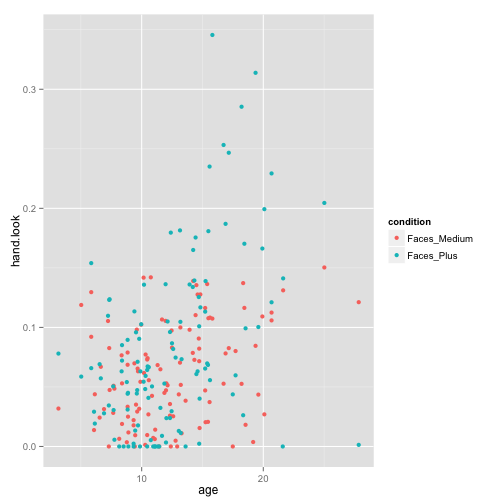 0.3
0.2
0.1
0.0
hand.look
10
20
age
condition
Faces_Medium
Faces_Plus